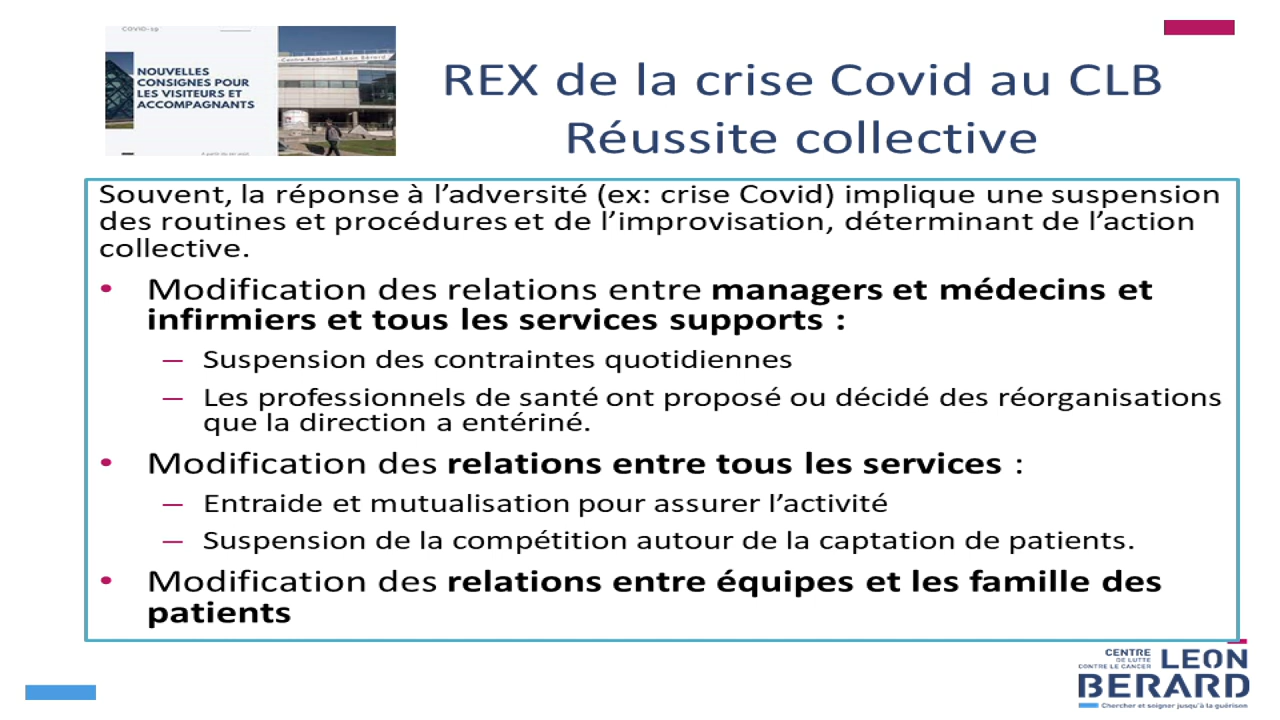 COVID-19
NOUVELLES
CONSIGNES POUR
LES VISITEURS ET
ACCOMPAGNANTS
Centre Regional Léon Bérard
REX de la crise Covid au CLB
Réussite collective
Souvent, la réponse à l’adversité (ex: crise Covid) implique une suspension
des routines et procédures et de l’improvisation, déterminant de l’action
collective.
• Modification des relations entre managers et médecins et
infirmiers et tous les services supports :
— Suspension des contraintes quotidiennes
— Les professionnels de santé ont proposé ou décidé des réorganisations
que la direction a entériné.
• Modification des relations entre tous les services :
— Entraide et mutualisation pour assurer l’activité
— Suspension de la compétition autour de la captation de patients.
• Modification des relations entre équipes et les famille des
patients
CENTRE
DE LUTTE
CONTRE LE CANCER
LEON
BERARD
Chercher et soigner jusqu'à la guérison